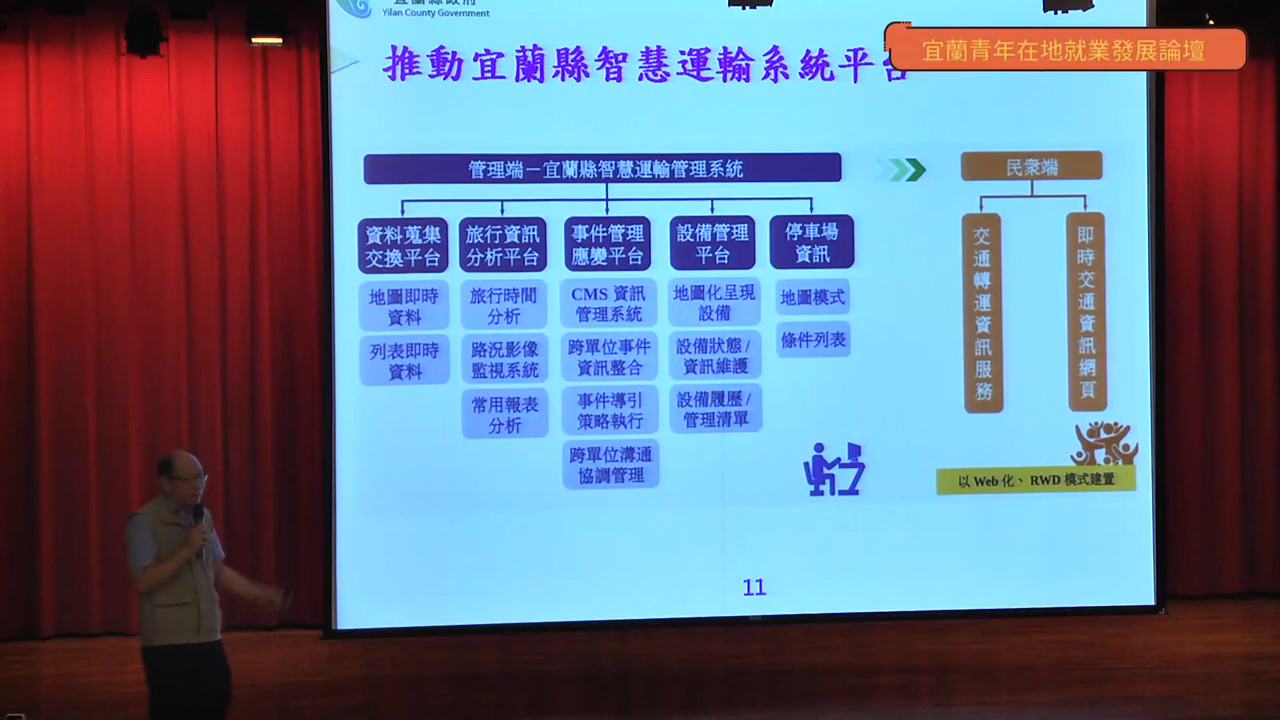 宜蘭縣政府
Yilan County Government
宜蘭青年在地就業發展論壇
推動宜蘭縣智慧運輸系統平台
管理端－宜蘭縣智慧運輸管理系統
資料蒐集
交換平台
地圖即時
資料
列表即時
資料
旅行資訊
分析平台
旅行時間
分析
路況影像
監視系統
常用報表
分析
事件管理
應變平台
CMS 資訊
管理系統
跨單位事件
資訊整合
事件導引
策略執行
跨單位溝通
協調管理
設備管理
平台
地圖化呈現
設備
設備狀態 /
資訊維護
設備履歷 /
管理清單
停車場
資訊
地圖模式
條件列表
民眾端
交通轉運資訊服務
即時交通資訊網頁
以 Web 化、RWD 模式建置
11